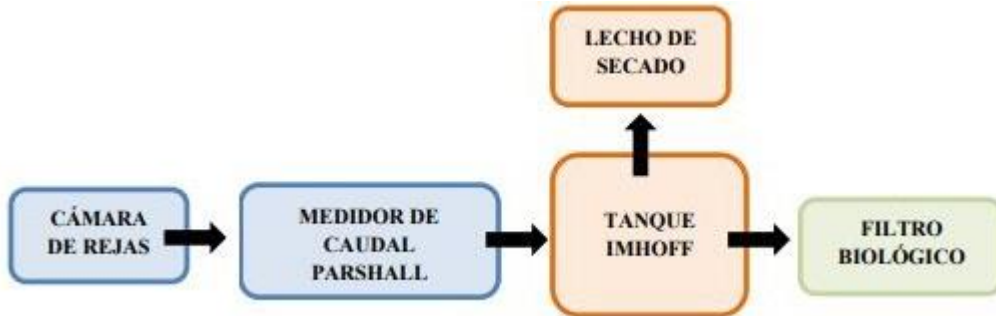 LECHO DE
SECADO
CÁMARA
DE REJAS
MEDIDOR DE
CAUDAL
PARSHALL
TANQUE
IMHOFF
FILTRO
BIOLÓGICO